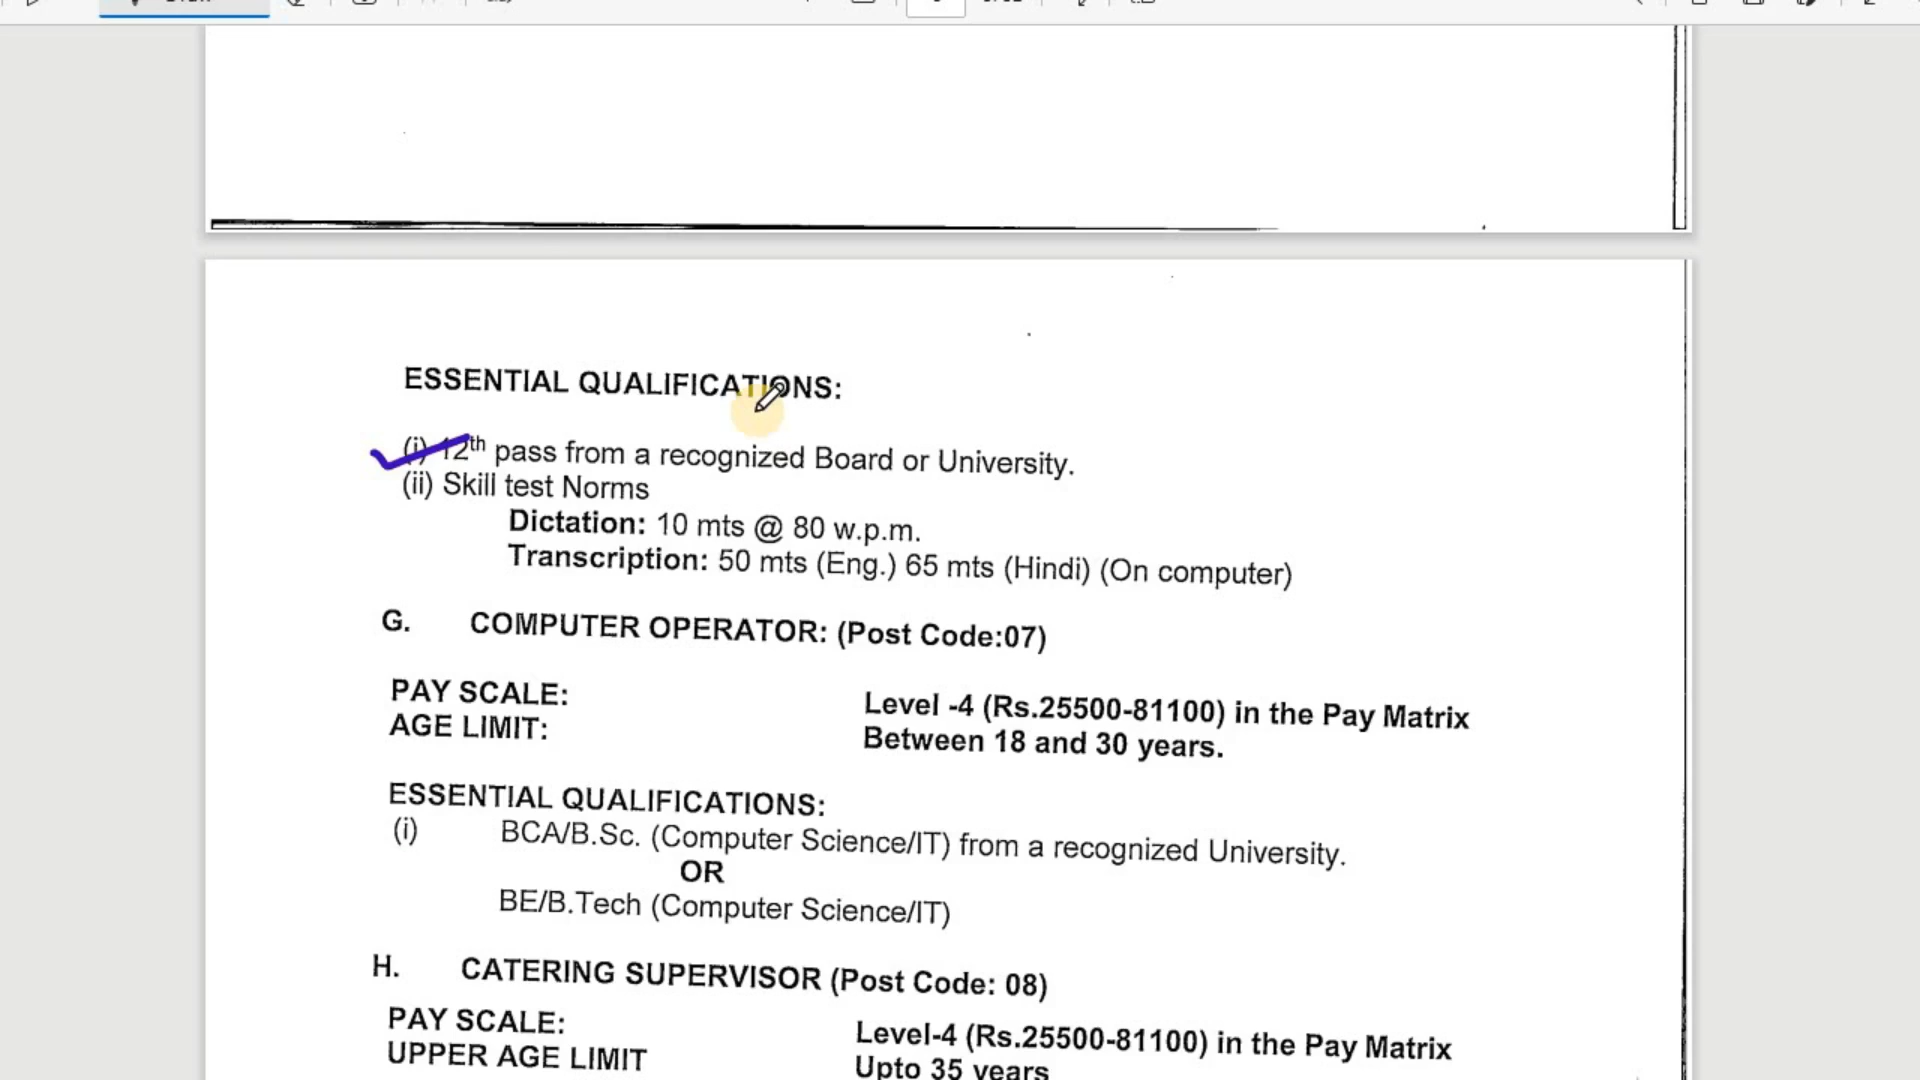 ESSENTIAL QUALIFICATIONS:
(i) 12th pass from a recognized Board or University.
(ii) Skill test Norms
Dictation: 10 mts @ 80 w.p.m.
Transcription: 50 mts (Eng.) 65 mts (Hindi) (On computer)
G. COMPUTER OPERATOR: (Post Code:07)
PAY SCALE: Level -4 (Rs.25500-81100) in the Pay Matrix
AGE LIMIT: Between 18 and 30 years.
ESSENTIAL QUALIFICATIONS:
(i) BCA/B.Sc. (Computer Science/IT) from a recognized University.
OR
BE/B.Tech (Computer Science/IT)
H. CATERING SUPERVISOR (Post Code: 08)
PAY SCALE: Level-4 (Rs.25500-81100) in the Pay Matrix
UPPER AGE LIMIT Upto 35 years